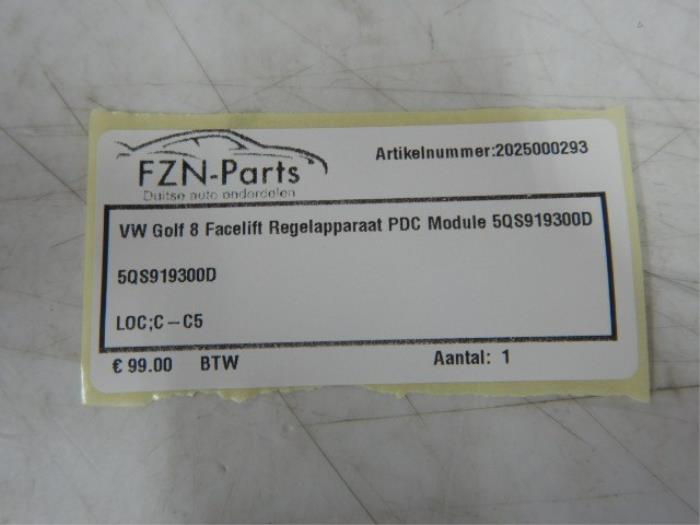 FZN-Parts
Duitse auto onderdelen
Artikelnummer:2025000293
VW Golf 8 Facelift Regelapparaat PDC Module 5QS919300D
5QS919300D
LOC;C-C5
€ 99.00 BTW Aantal: 1